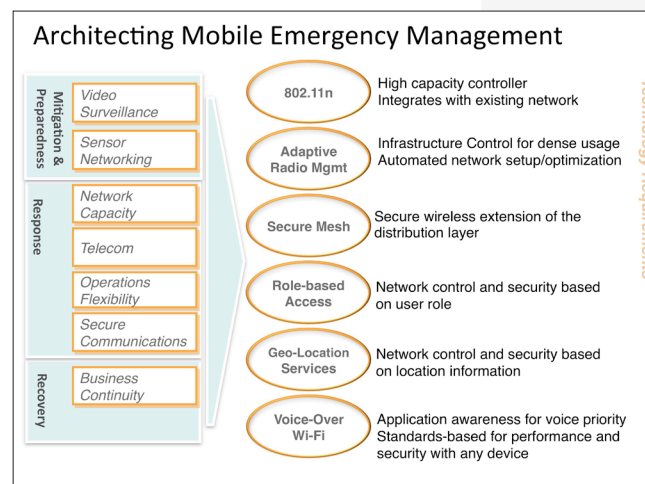 Architecting Mobile Emergency Management
Mitigation &
Preparedness
Video
Surveillance
Sensor
Networking
Response
Network
Capacity
Telecom
Operations
Flexibility
Secure
Communications
Recovery
Business
Continuity
802.11n
High capacity controller
Integrates with existing network
Adaptive
Radio Mgmt
Infrastructure Control for dense usage
Automated network setup/optimization
Secure Mesh
Secure wireless extension of the
distribution layer
Role-based
Access
Network control and security based
on user role
Geo-Location
Services
Network control and security based
on location information
Voice-Over
Wi-Fi
Application awareness for voice priority
Standards-based for performance and
security with any device
Technology Requirements